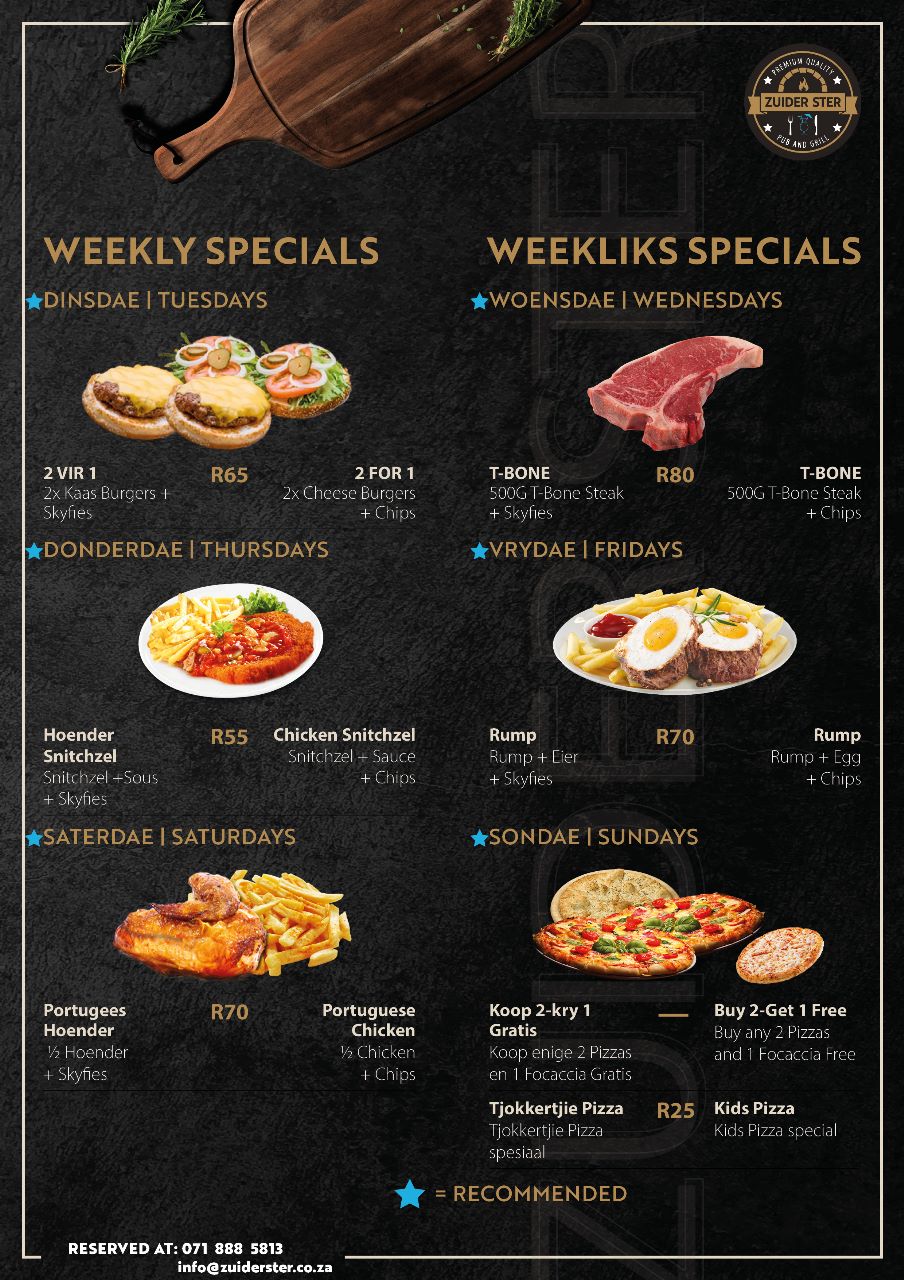 PREMIUM QUALITY
ZUIDER STER
PUB AND GRILL
WEEKLY SPECIALS
DINSDAE | TUESDAYS
2 VIR 1
2x Kaas Burgers +
Skyfies
R65
2 FOR 1
2x Cheese Burgers
+ Chips
DONDERDAE | THURSDAYS
Hoender
Snitchzel
Snitchzel +Sous
+ Skyfies
R55
Chicken Snitchzel
Snitchzel + Sauce
+ Chips
SATERDAE | SATURDAYS
Portugees
Hoender
½ Hoender
+ Skyfies
R70
Portuguese
Chicken
½ Chicken
+ Chips
WEEKLIKS SPECIALS
WOENSDAE | WEDNESDAYS
T-BONE
500G T-Bone Steak
+ Skyfies
R80
T-BONE
500G T-Bone Steak
+ Chips
VRYDAE | FRIDAYS
Rump
Rump + Eier
+ Skyfies
R70
Rump
Rump + Egg
+ Chips
SONDAE | SUNDAYS
Koop 2-kry 1
Gratis
Koop enige 2 Pizzas
en 1 Focaccia Gratis
—
Buy 2-Get 1 Free
Buy any 2 Pizzas
and 1 Focaccia Free
Tjokkertjie Pizza
Tjokkertjie Pizza
spesiaal
R25
Kids Pizza
Kids Pizza special
= RECOMMENDED
RESERVED AT: 071 888 5813
info@zuiderster.co.za
ZUIDER STER